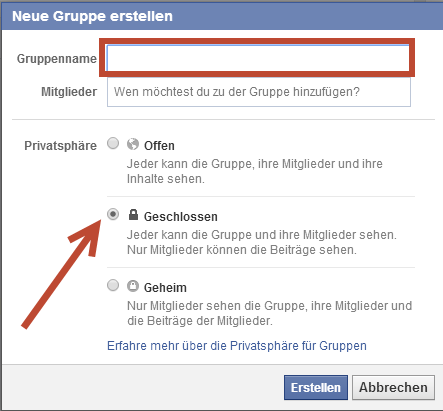 Neue Gruppe erstellen
Gruppenname
Mitglieder Wen möchtest du zu der Gruppe hinzufügen?
Privatsphäre Offen
Jeder kann die Gruppe, ihre Mitglieder und ihre
Inhalte sehen.
Geschlossen
Jeder kann die Gruppe und ihre Mitglieder sehen.
Nur Mitglieder können die Beiträge sehen.
Geheim
Nur Mitglieder sehen die Gruppe, ihre Mitglieder und
die Beiträge der Mitglieder.
Erfahre mehr über die Privatsphäre für Gruppen
Erstellen Abbrechen